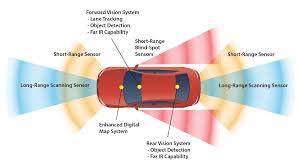 Forward Vision System
- Lane Tracking
- Object Detection
- Far IR Capability
Short-Range
Blind-Spot
Sensors
Short-Range Sensor
Short-Range Sensor
Long-Range Scanning Sensor
Long-Range Scanning Sensor
Enhanced Digital
Map System
Rear Vision System
- Object Detection
- Far IR Capability